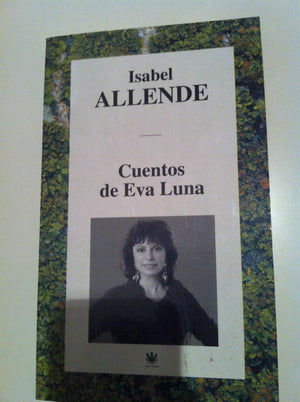 Isabel
ALLENDE
Cuentos
de Eva Luna